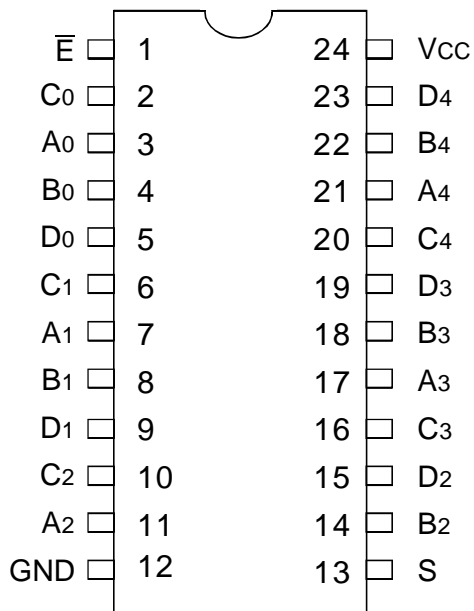 E̅ 1 24 VCC
C0 2 23 D4
A0 3 22 B4
B0 4 21 A4
D0 5 20 C4
C1 6 19 D3
A1 7 18 B3
B1 8 17 A3
D1 9 16 C3
C2 10 15 D2
A2 11 14 B2
GND 12 13 S